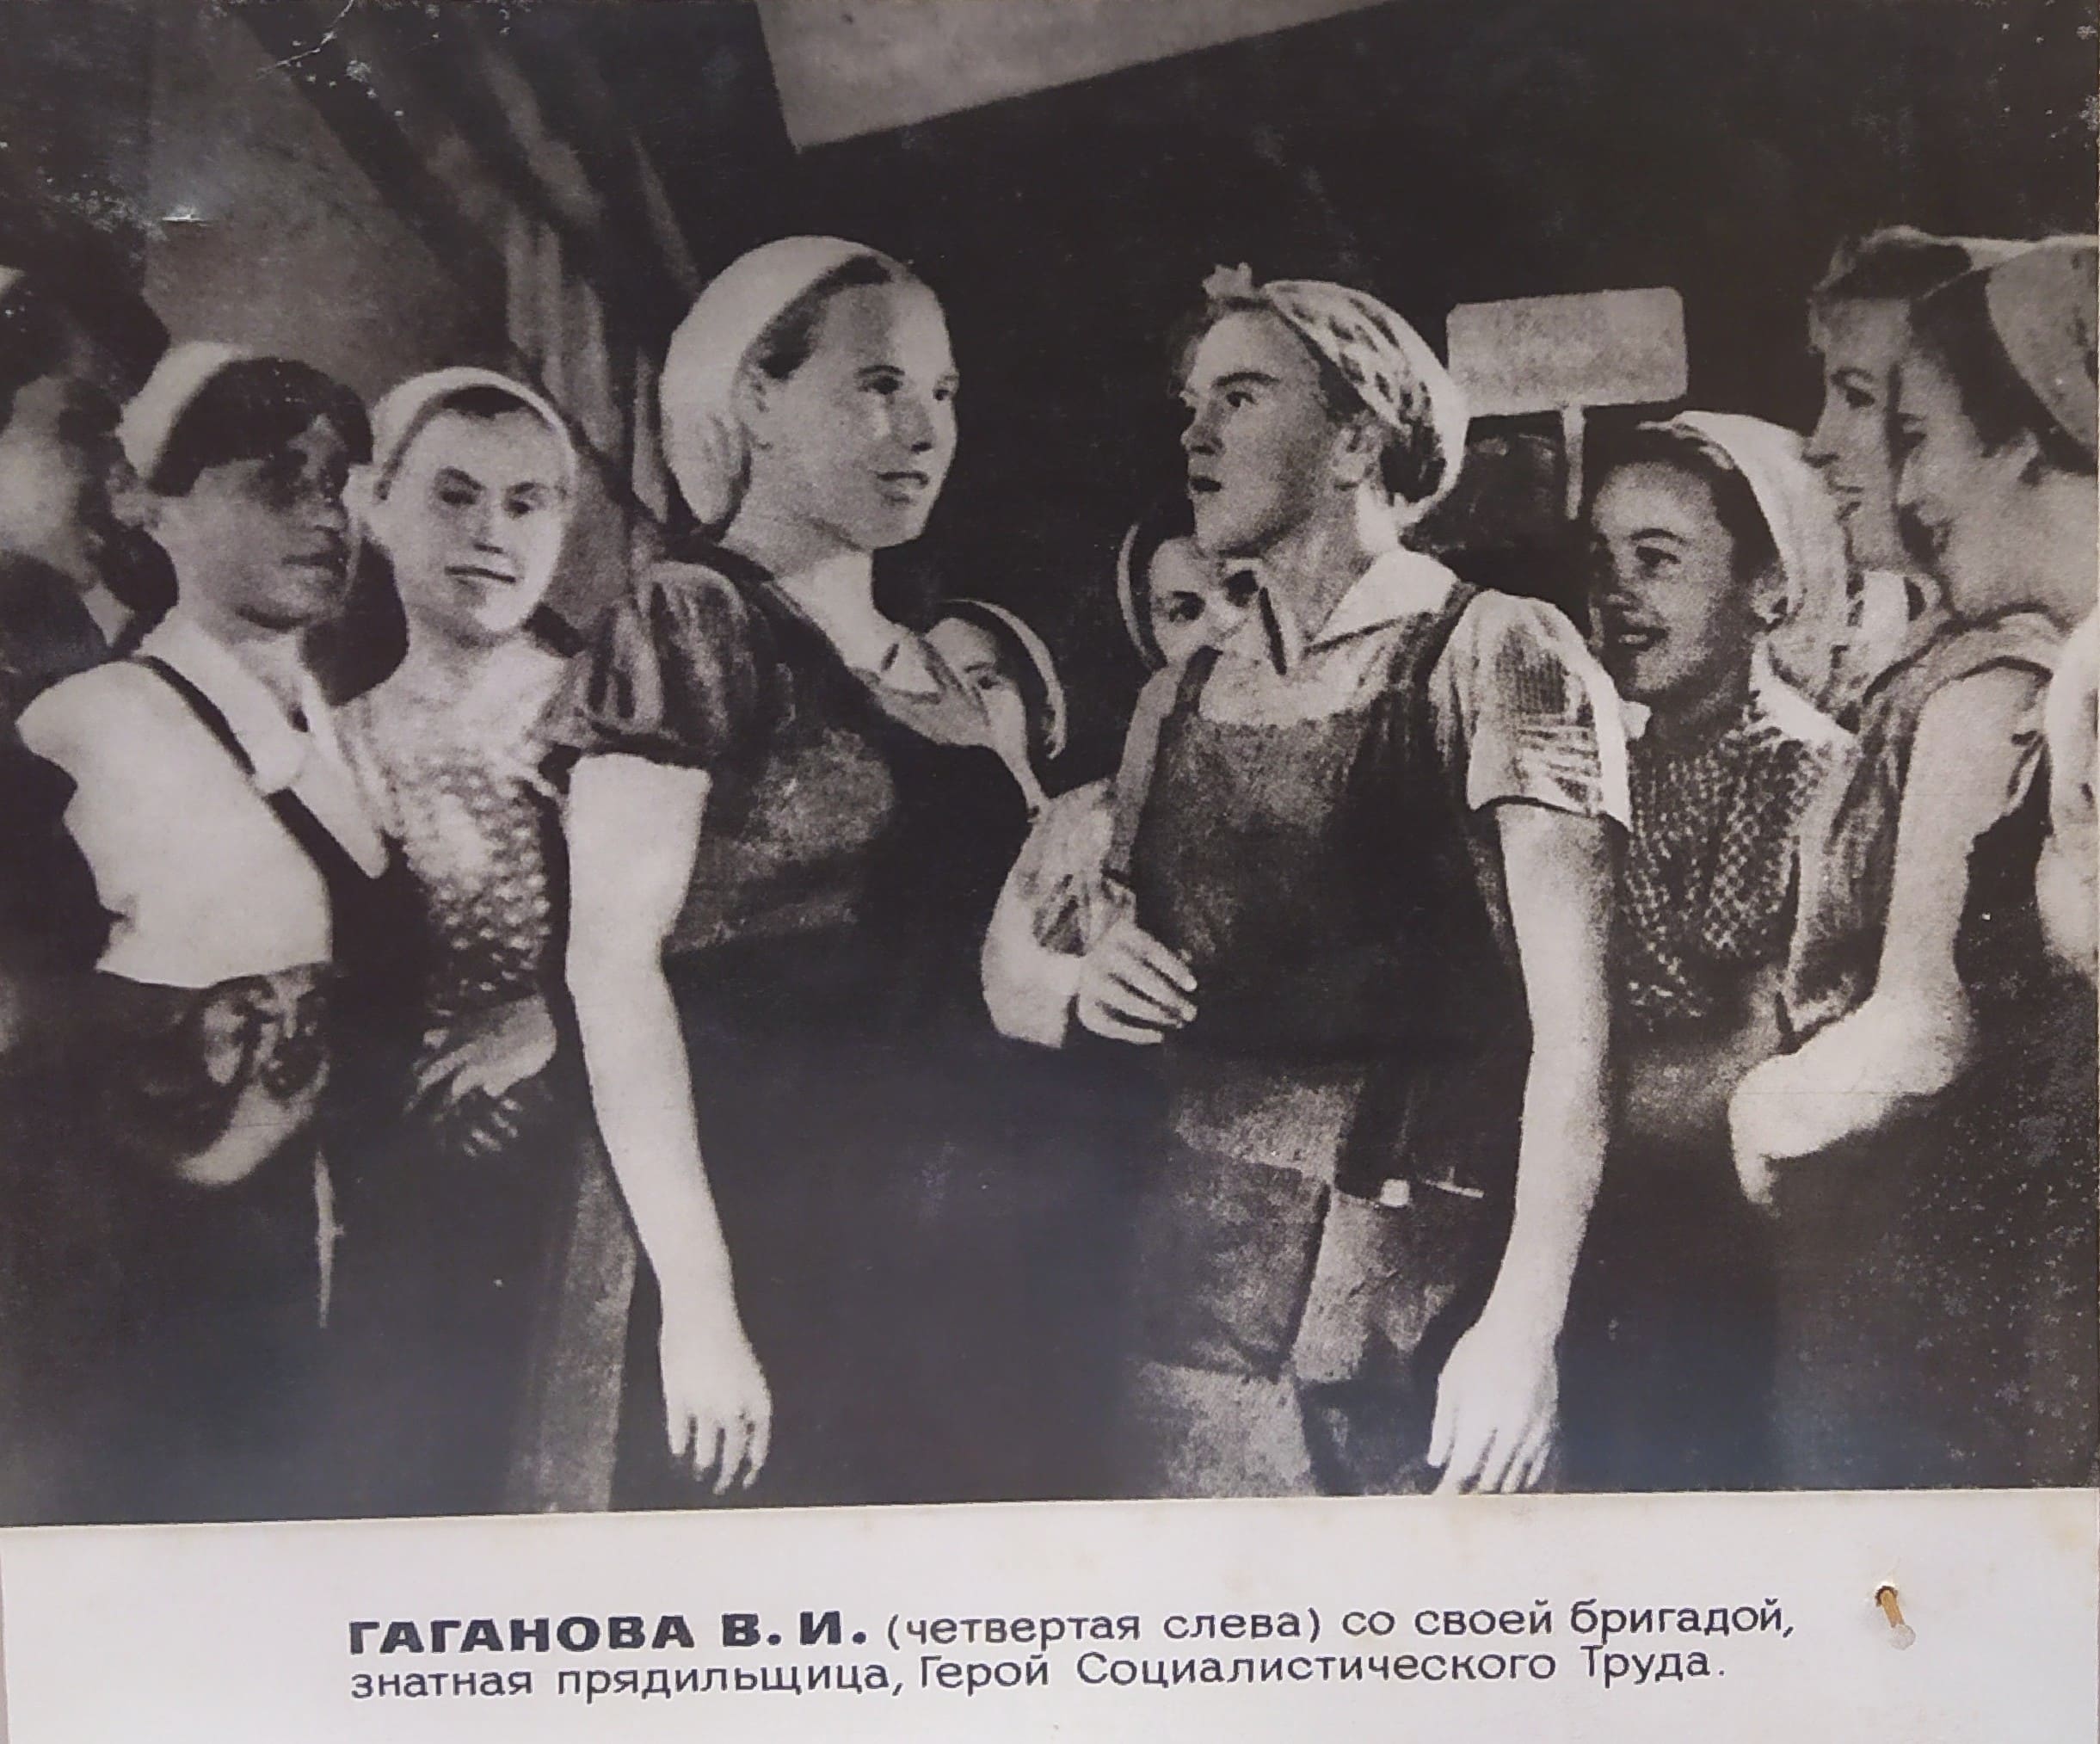 ГАГАНОВА В. И. (четвертая слева) со своей бригадой,
знатная прядильщица, Герой Социалистического Труда.